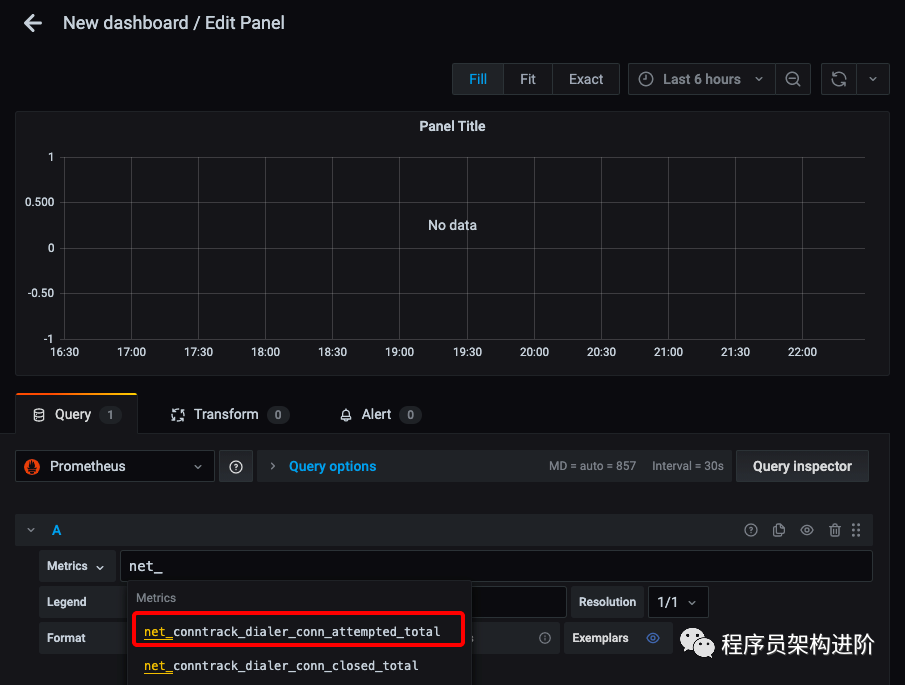 New dashboard / Edit Panel
Fill Fit Exact Last 6 hours
Panel Title
1
0.500
0
-0.50
-1
No data
16:30 17:00 17:30 18:00 18:30 19:00 19:30 20:00 20:30 21:00 21:30 22:00
Query 1 Transform 0 Alert 0
Prometheus Query options MD = auto = 857 Interval = 30s Query inspector
A
Metrics net_
Legend Resolution 1/1
Format Exemplars
Metrics
net_conntrack_dialer_conn_attempted_total
net_conntrack_dialer_conn_closed_total
程序员架构进阶